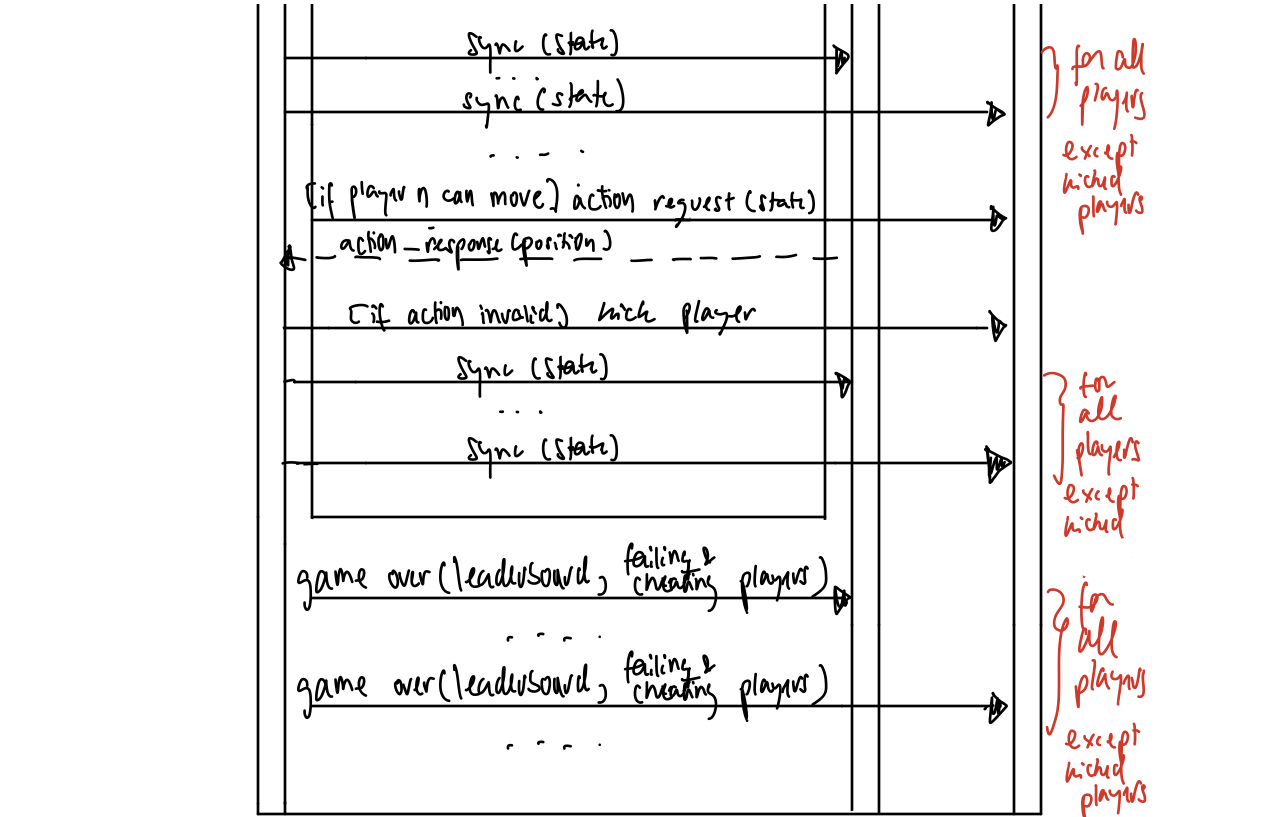 sync (state)
. . .
sync (state)
. . . .
[if player n can move] action request (state)
action_response (position)
[if action invalid] kick player
sync (state)
. . .
sync (state)
game over (leaderboard, failing & cheating players)
. . . .
game over (leaderboard, failing & cheating players)
. . . .
for all
players
except
kicked
players
for
all
players
except
kicked
for
all
players
except
kicked
players